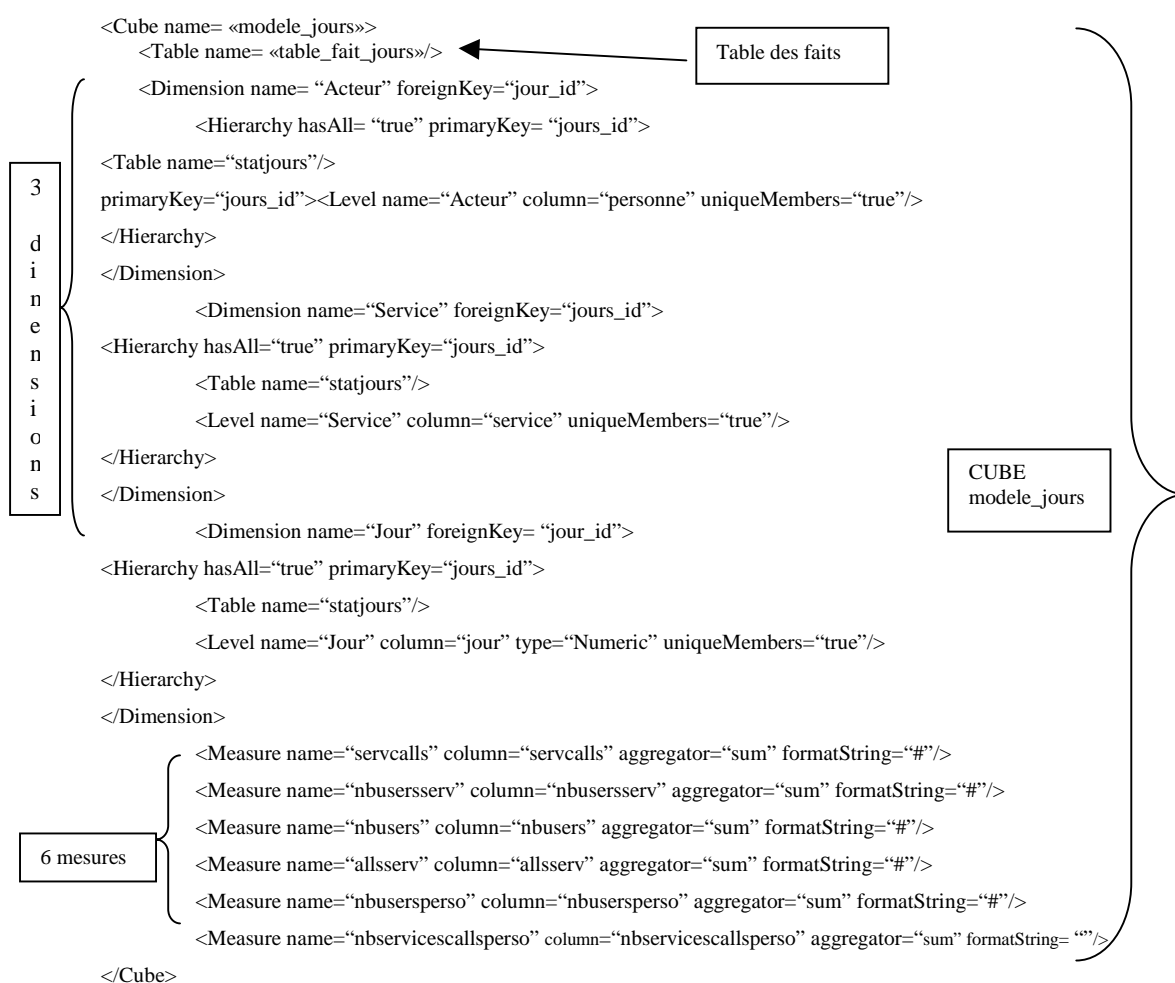 <Cube name= «modele_jours»>
<Table name= «table_fait_jours»/>
Table des faits
<Dimension name= “Acteur” foreignKey=“jour_id”>
<Hierarchy hasAll= “true” primaryKey= “jours_id”>
<Table name=“statjours”/>
primaryKey=“jours_id”><Level name=“Acteur” column=“personne” uniqueMembers=“true”/>
</Hierarchy>
</Dimension>
<Dimension name=“Service” foreignKey=“jours_id”>
<Hierarchy hasAll=“true” primaryKey=“jours_id”>
<Table name=“statjours”/>
<Level name=“Service” column=“service” uniqueMembers=“true”/>
</Hierarchy>
</Dimension>
<Dimension name=“Jour” foreignKey= “jour_id”>
<Hierarchy hasAll=“true” primaryKey=“jours_id”>
<Table name=“statjours”/>
<Level name=“Jour” column=“jour” type=“Numeric” uniqueMembers=“true”/>
</Hierarchy>
</Dimension>
3 dimensions
<Measure name=“servcalls” column=“servcalls” aggregator=“sum” formatString=“#”/>
<Measure name=“nbusersserv” column=“nbusersserv” aggregator=“sum” formatString=“#”/>
<Measure name=“nbusers” column=“nbusers” aggregator=“sum” formatString=“#”/>
<Measure name=“allsserv” column=“allsserv” aggregator=“sum” formatString=“#”/>
<Measure name=“nbusersperso” column=“nbusersperso” aggregator=“sum” formatString=“#”/>
<Measure name=“nbservicescallsperso” column=“nbservicescallsperso” aggregator=“sum” formatString= “”/>
6 mesures
</Cube>
CUBE
modele_jours